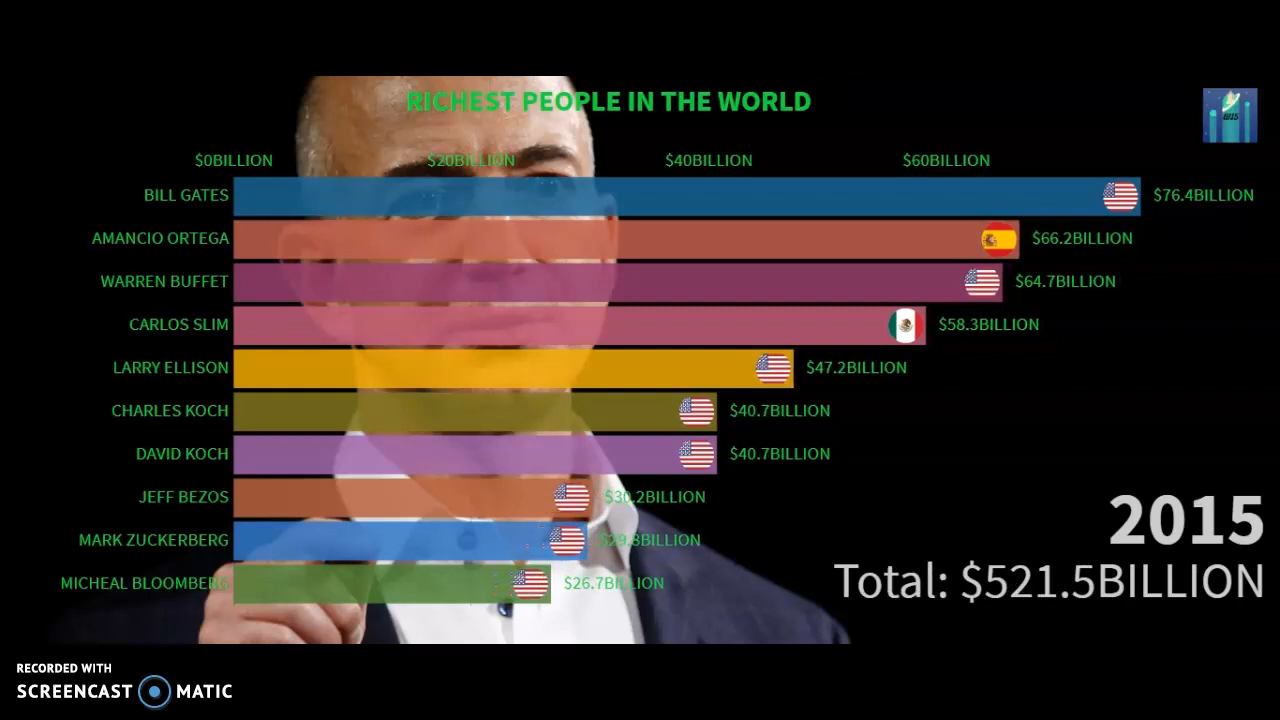 RICHEST PEOPLE IN THE WORLD
$0BILLION $20BILLION $40BILLION $60BILLION
BILL GATES $76.4BILLION
AMANCIO ORTEGA $66.2BILLION
WARREN BUFFET $64.7BILLION
CARLOS SLIM $58.3BILLION
LARRY ELLISON $47.2BILLION
CHARLES KOCH $40.7BILLION
DAVID KOCH $40.7BILLION
JEFF BEZOS $30.2BILLION
MARK ZUCKERBERG $29.8BILLION
MICHEAL BLOOMBERG $26.7BILLION
2015
Total: $521.5BILLION
RECORDED WITH
SCREENCAST MATIC